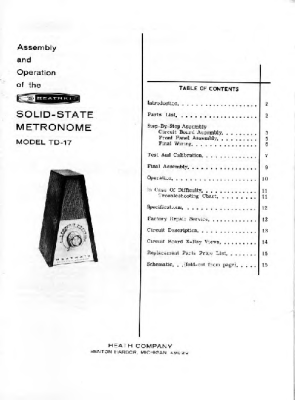 Assembly
and
Operation
of the
HEATHKIT
SOLID-STATE
METRONOME
MODEL TD-17
HEATHKIT
TABLE OF CONTENTS
Introduction. . . . . . . . . . . . . . . . . 2
Parts List. . . . . . . . . . . . . . . . . . 2
Step-By-Step Assembly
Circuit Board Assembly. . . . . . . . . 3
Front Panel Assembly. . . . . . . . . . 5
Final Wiring. . . . . . . . . . . . . . 6
Test And Calibration. . . . . . . . . . . . . 7
Final Assembly. . . . . . . . . . . . . . . . 9
Operation. . . . . . . . . . . . . . . . . . 10
In Case Of Difficulty. . . . . . . . . . . . 11
Troubleshooting Chart. . . . . . . . . 11
Specifications. . . . . . . . . . . . . . . . 12
Factory Repair Service. . . . . . . . . . . . 12
Circuit Description. . . . . . . . . . . . . 13
Circuit Board X-Ray Views. . . . . . . . . . 14
Replacement Parts Price List. . . . . . . . . 15
Schematic. . . (fold-out from page). . . . . 15
HEATH COMPANY
BENTON HARBOR, MICHIGAN